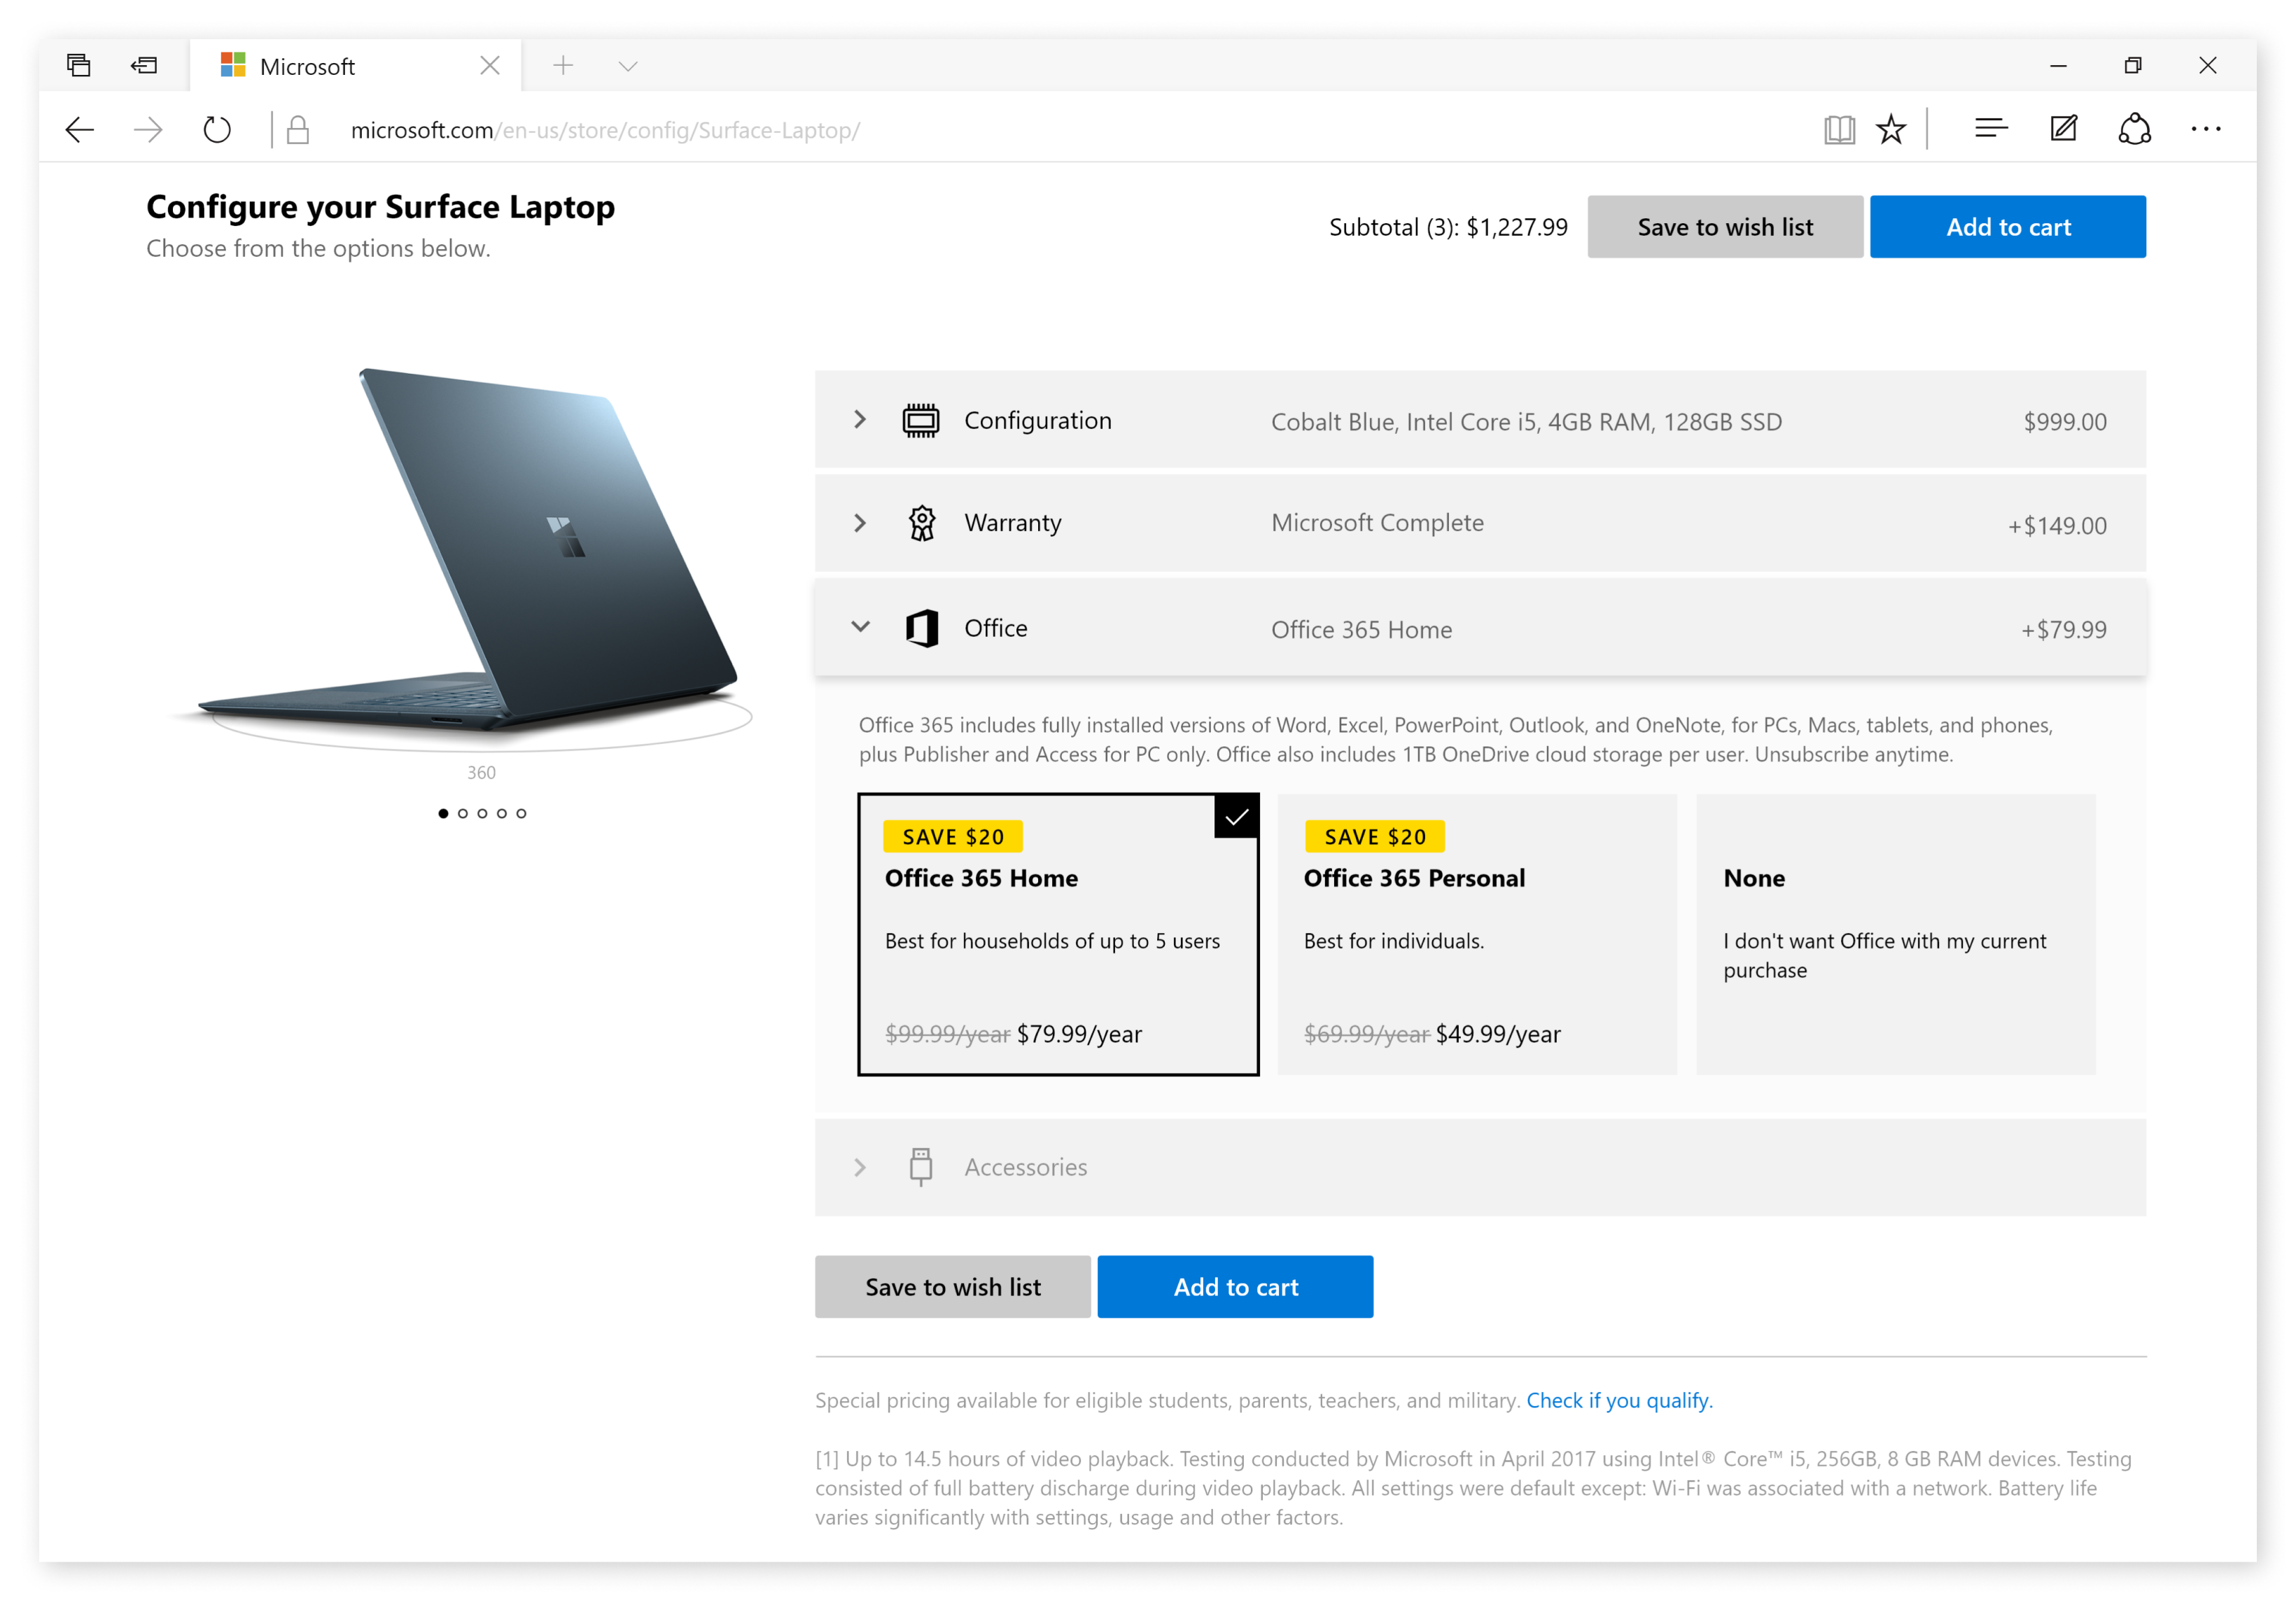 Microsoft
microsoft.com/en-us/store/config/Surface-Laptop/
Configure your Surface Laptop
Choose from the options below.
Subtotal (3): $1,227.99
Save to wish list
Add to cart
Configuration
Cobalt Blue, Intel Core i5, 4GB RAM, 128GB SSD
$999.00
Warranty
Microsoft Complete
+$149.00
Office
Office 365 Home
+$79.99
360
Office 365 includes fully installed versions of Word, Excel, PowerPoint, Outlook, and OneNote, for PCs, Macs, tablets, and phones,
plus Publisher and Access for PC only. Office also includes 1TB OneDrive cloud storage per user. Unsubscribe anytime.
SAVE $20
Office 365 Home
Best for households of up to 5 users
$99.99/year $79.99/year
SAVE $20
Office 365 Personal
Best for individuals.
$69.99/year $49.99/year
None
I don't want Office with my current
purchase
Accessories
Save to wish list
Add to cart
Special pricing available for eligible students, parents, teachers, and military. Check if you qualify.
[1] Up to 14.5 hours of video playback. Testing conducted by Microsoft in April 2017 using Intel® Core™ i5, 256GB, 8 GB RAM devices. Testing
consisted of full battery discharge during video playback. All settings were default except: Wi-Fi was associated with a network. Battery life
varies significantly with settings, usage and other factors.